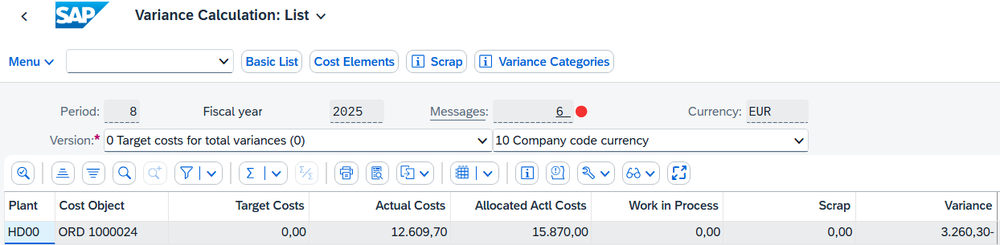 SAP Variance Calculation: List
Menu Basic List Cost Elements Scrap Variance Categories
Period: 8 Fiscal year 2025 Messages: 6 Currency: EUR
Version:* 0 Target costs for total variances (0) 10 Company code currency
Plant Cost Object Target Costs Actual Costs Allocated Actl Costs Work in Process Scrap Variance
HD00 ORD 1000024 0,00 12.609,70 15.870,00 0,00 0,00 3.260,30-